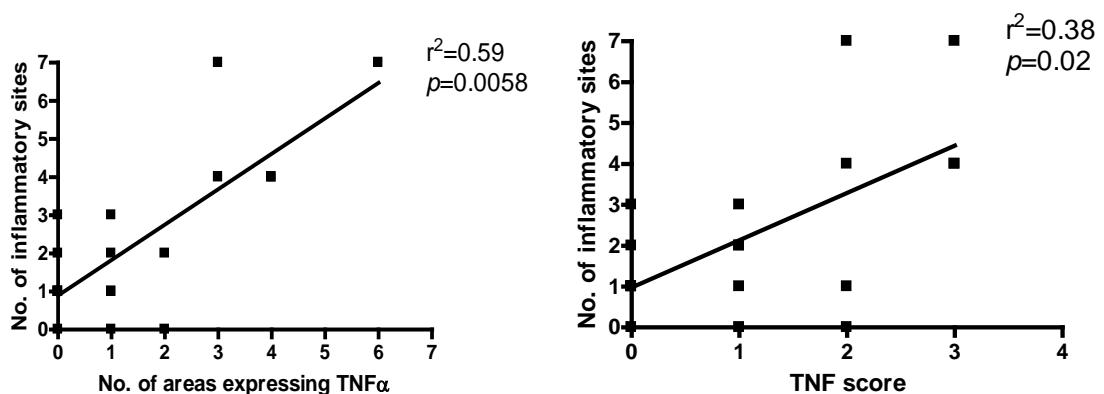 r²=0.59
p=0.0058
No. of inflammatory sites
7
6
5
4
3
2
1
0
0 1 2 3 4 5 6 7
No. of areas expressing TNFα
r²=0.38
p=0.02
No. of inflammatory sites
7
6
5
4
3
2
1
0
0 1 2 3 4
TNF score